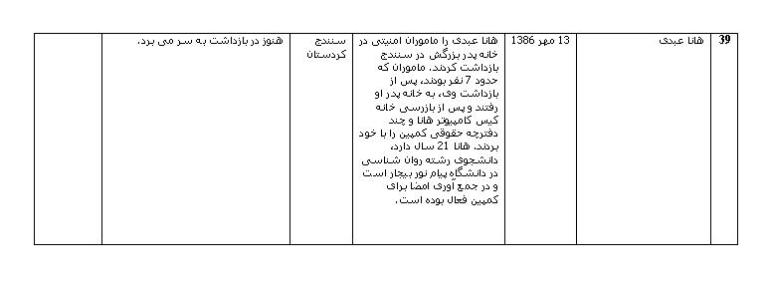 39
هانا عبدی
13 مهر 1386
هانا عبدی را ماموران امنیتی در
خانه پدر بزرگش در سنندج
بازداشت کردند. ماموران که
حدود 7 نفر بودند، پس از
بازداشت وی، به خانه پدر او
رفتند و پس از بازرسی خانه
کیس کامپیوتر هانا و چند
دفترچه حقوقی کمپین را با خود
بردند. هانا 21 سال دارد،
دانشجوی رشته روان شناسی
در دانشگاه پیام نور بیجار است
و در جمع آوری امضا برای
کمپین فعال بوده است.
سنندج
کردستان
هنوز در بازداشت به سر می برد.